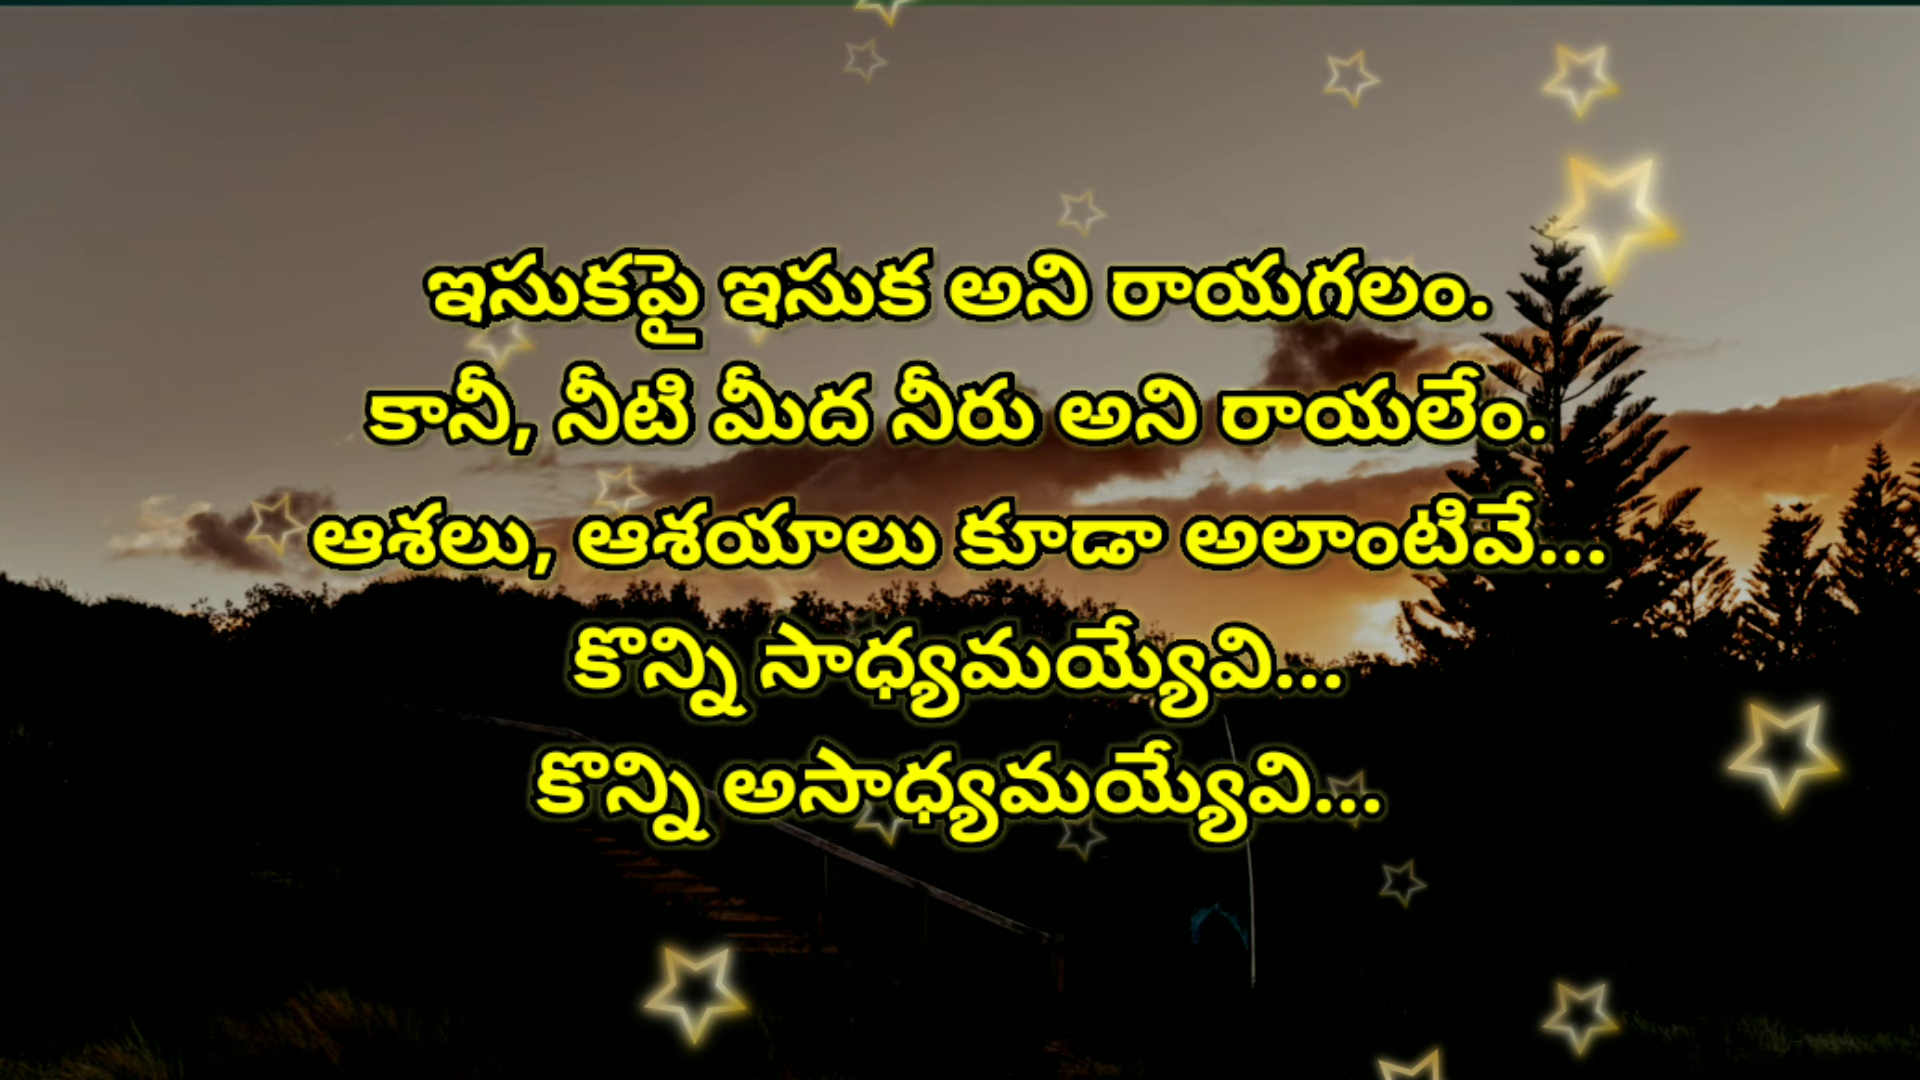 ఇసుకపై ఇసుక అని రాయగలం.
కానీ, నీటి మీద నీరు అని రాయలేం.
ఆశలు, ఆశయాలు కూడా అలాంటివే...
కొన్ని సాధ్యమయ్యేవి...
కొన్ని అసాధ్యమయ్యేవి...